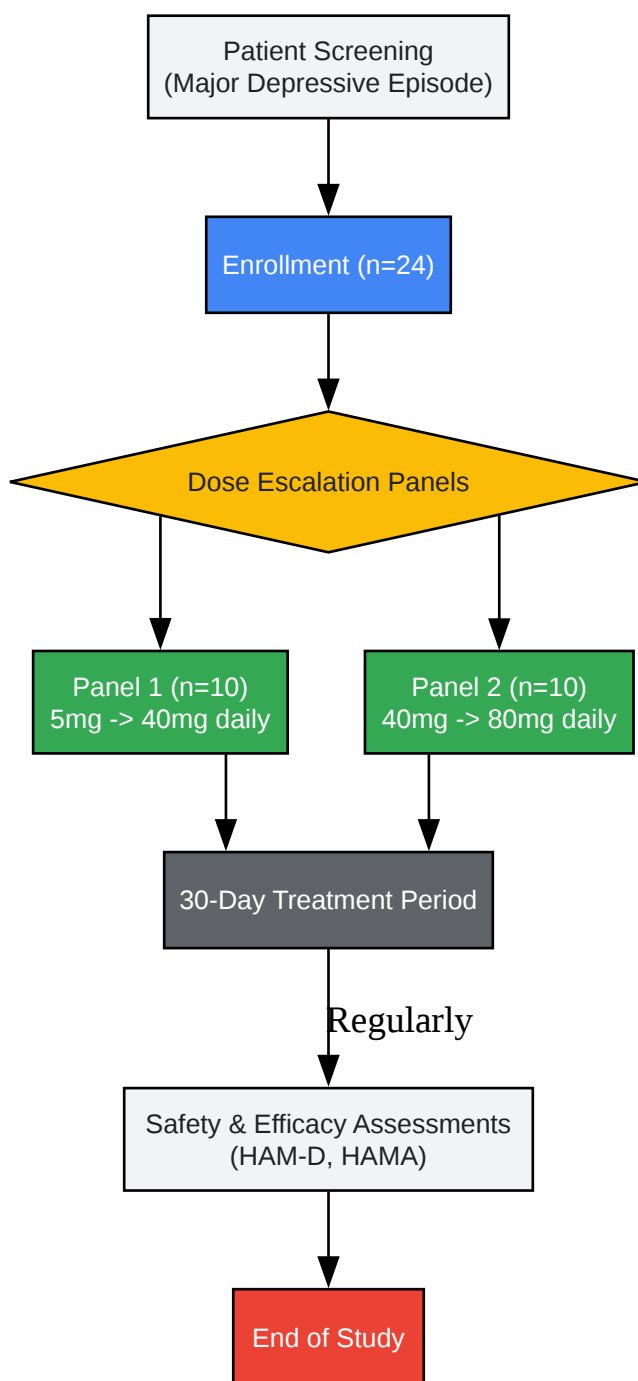 Patient Screening
(Major Depressive Episode)
Enrollment (n=24)
Dose Escalation Panels
Panel 1 (n=10)
5mg -> 40mg daily
Panel 2 (n=10)
40mg -> 80mg daily
30-Day Treatment Period
Regularly
Safety & Efficacy Assessments
(HAM-D, HAMA)
End of Study